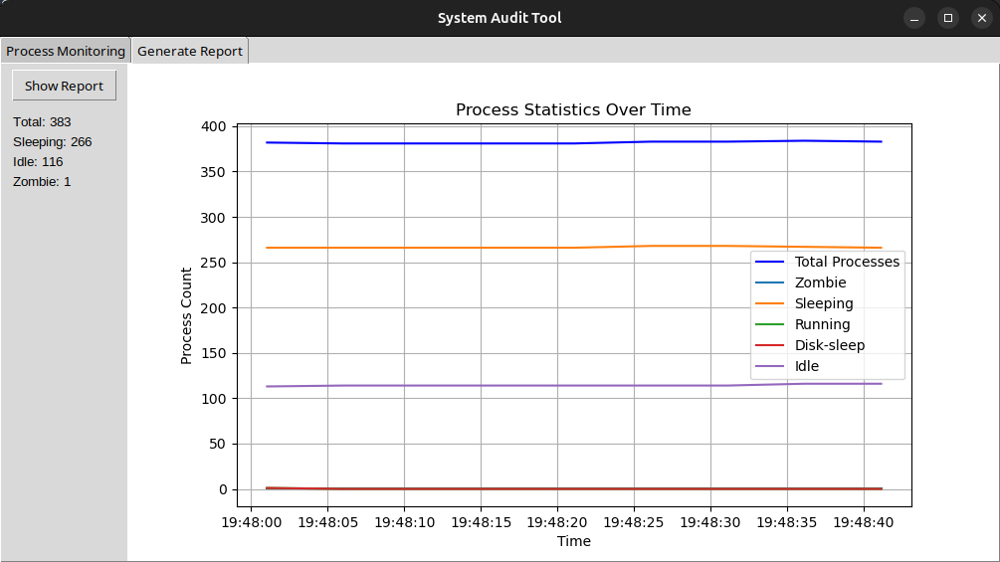 System Audit Tool
Process Monitoring Generate Report
Show Report
Total: 383
Sleeping: 266
Idle: 116
Zombie: 1
Process Statistics Over Time
400
350
300
250
200
150
100
50
0
Process Count
Total Processes
Zombie
Sleeping
Running
Disk-sleep
Idle
19:48:00 19:48:05 19:48:10 19:48:15 19:48:20 19:48:25 19:48:30 19:48:35 19:48:40
Time